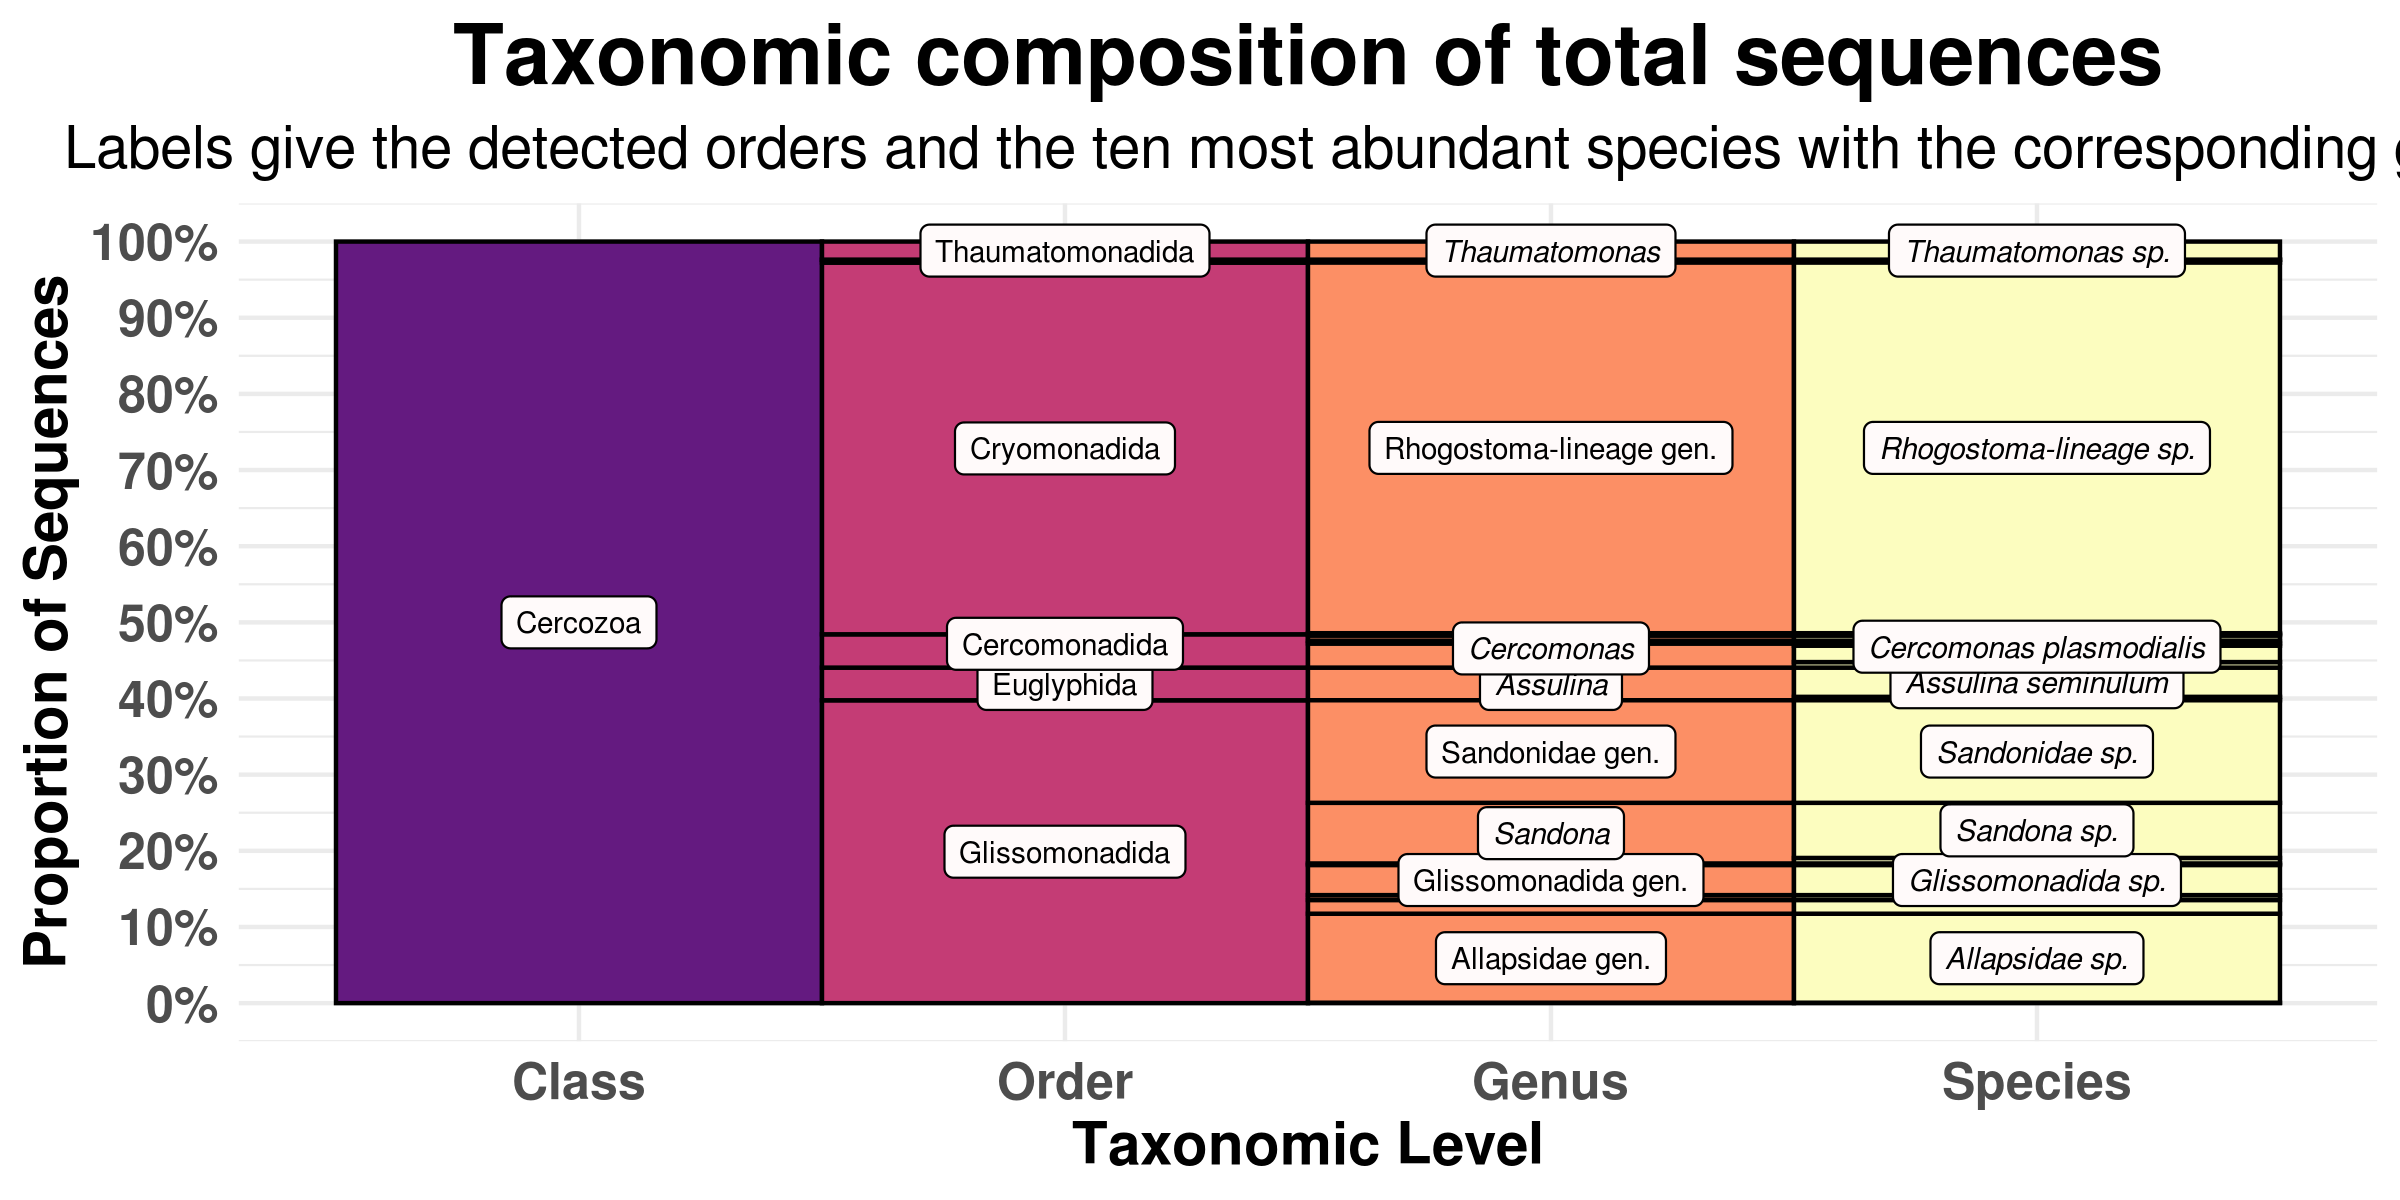 Taxonomic composition of total sequences
Labels give the detected orders and the ten most abundant species with the corresponding
Proportion of Sequences
100%
90%
80%
70%
60%
50%
40%
30%
20%
10%
0%
Cercozoa
Thaumatomonadida
Cryomonadida
Cercomonadida
Euglyphida
Glissomonadida
Thaumatomonas
Rhogostoma-lineage gen.
Cercomonas
Assulina
Sandonidae gen.
Sandona
Glissomonadida gen.
Allapsidae gen.
Thaumatomonas sp.
Rhogostoma-lineage sp.
Cercomonas plasmodialis
Assulina seminulum
Sandonidae sp.
Sandona sp.
Glissomonadida sp.
Allapsidae sp.
Class Order Genus Species
Taxonomic Level